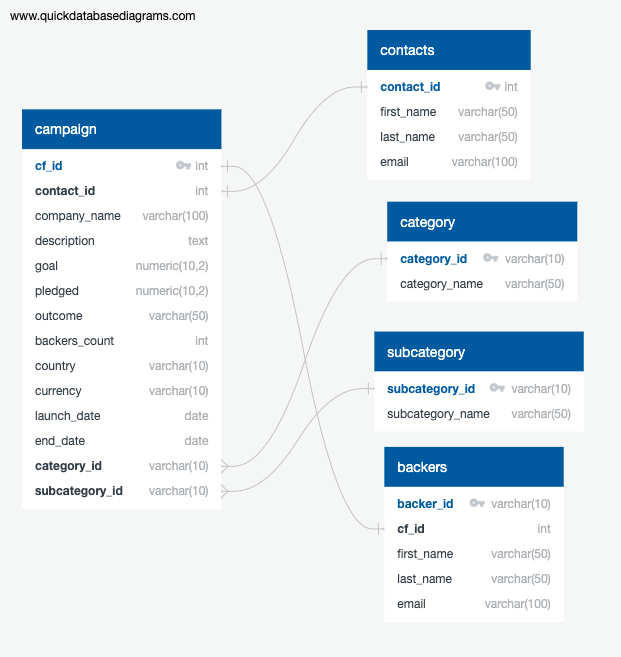 www.quickdatabasediagrams.com
contacts
contact_id int
first_name varchar(50)
last_name varchar(50)
email varchar(100)
campaign
cf_id int
contact_id int
company_name varchar(100)
description text
goal numeric(10,2)
pledged numeric(10,2)
outcome varchar(50)
backers_count int
country varchar(10)
currency varchar(10)
launch_date date
end_date date
category_id varchar(10)
subcategory_id varchar(10)
category
category_id varchar(10)
category_name varchar(50)
subcategory
subcategory_id varchar(10)
subcategory_name varchar(50)
backers
backer_id varchar(10)
cf_id int
first_name varchar(50)
last_name varchar(50)
email varchar(100)